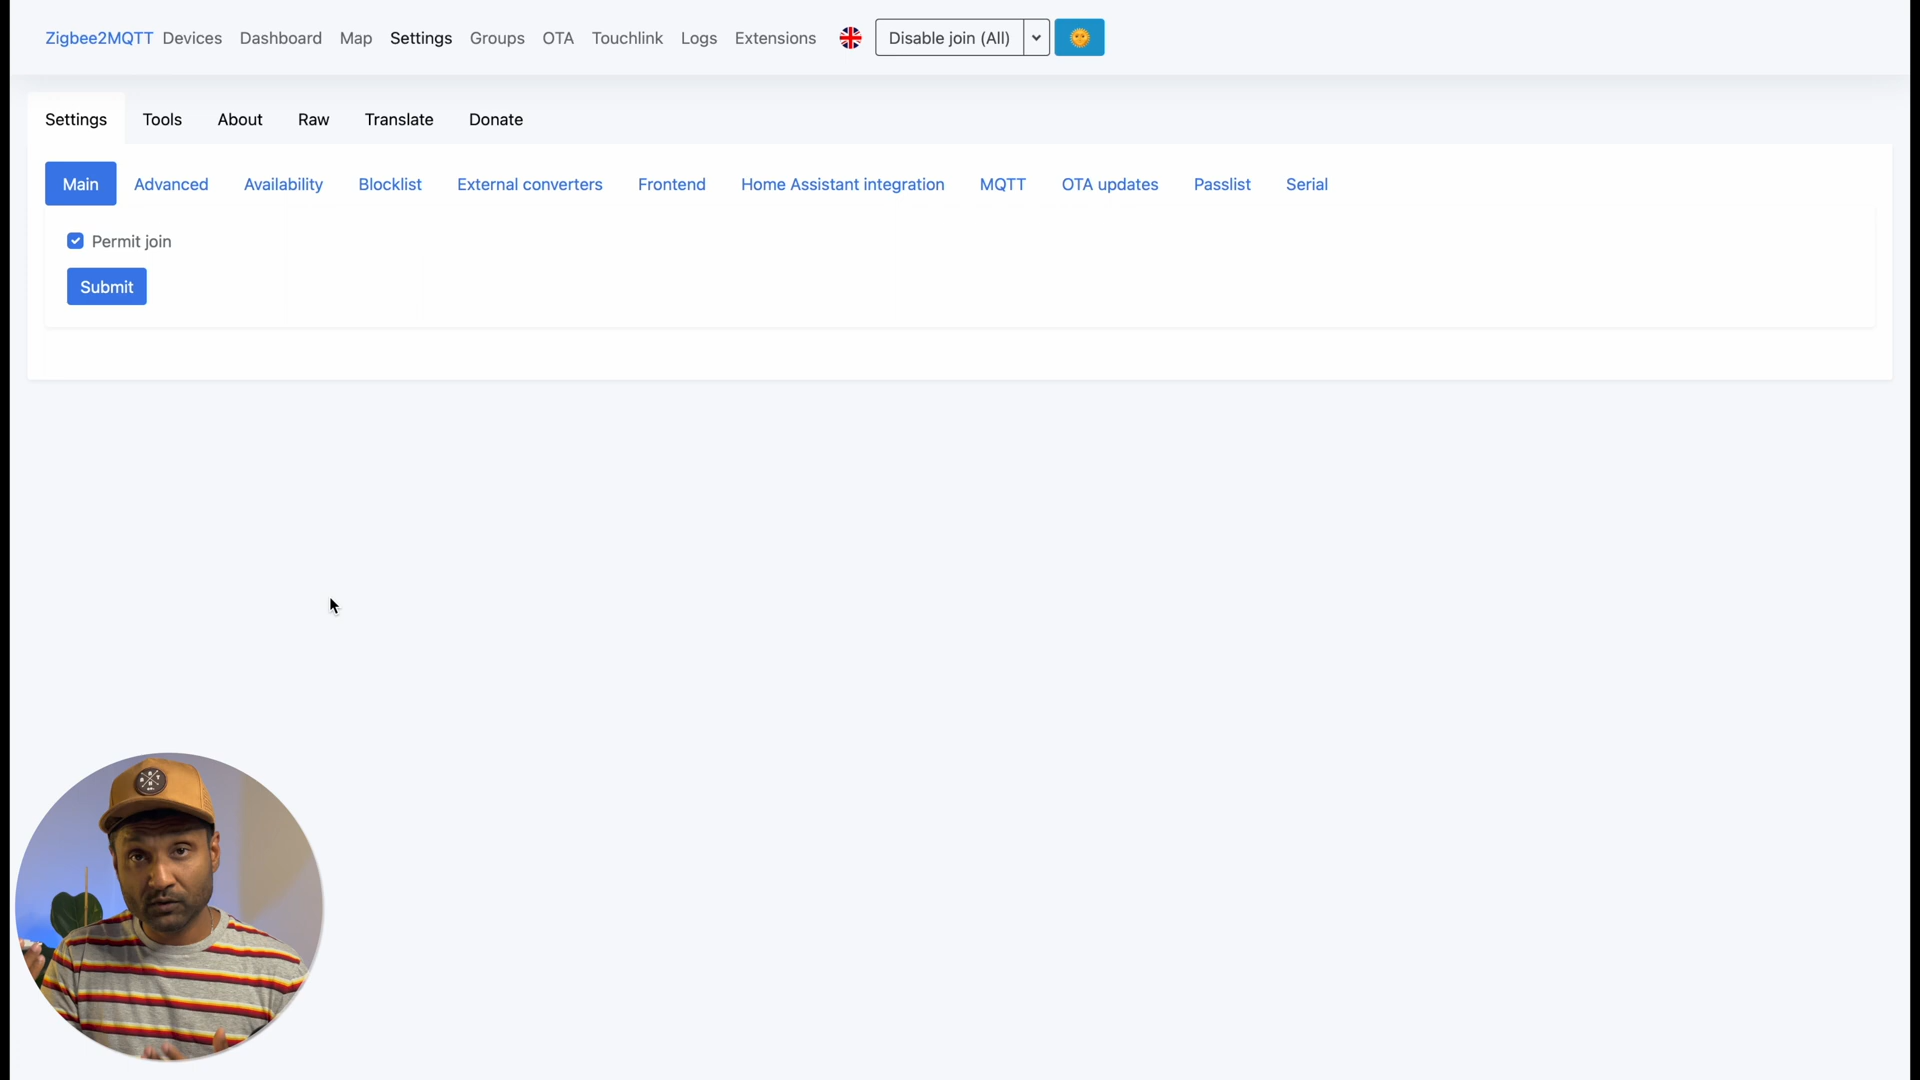 Zigbee2MQTT Devices Dashboard Map Settings Groups OTA Touchlink Logs Extensions Disable join (All)
Settings Tools About Raw Translate Donate
Main Advanced Availability Blocklist External converters Frontend Home Assistant integration MQTT OTA updates Passlist Serial
Permit join
Submit